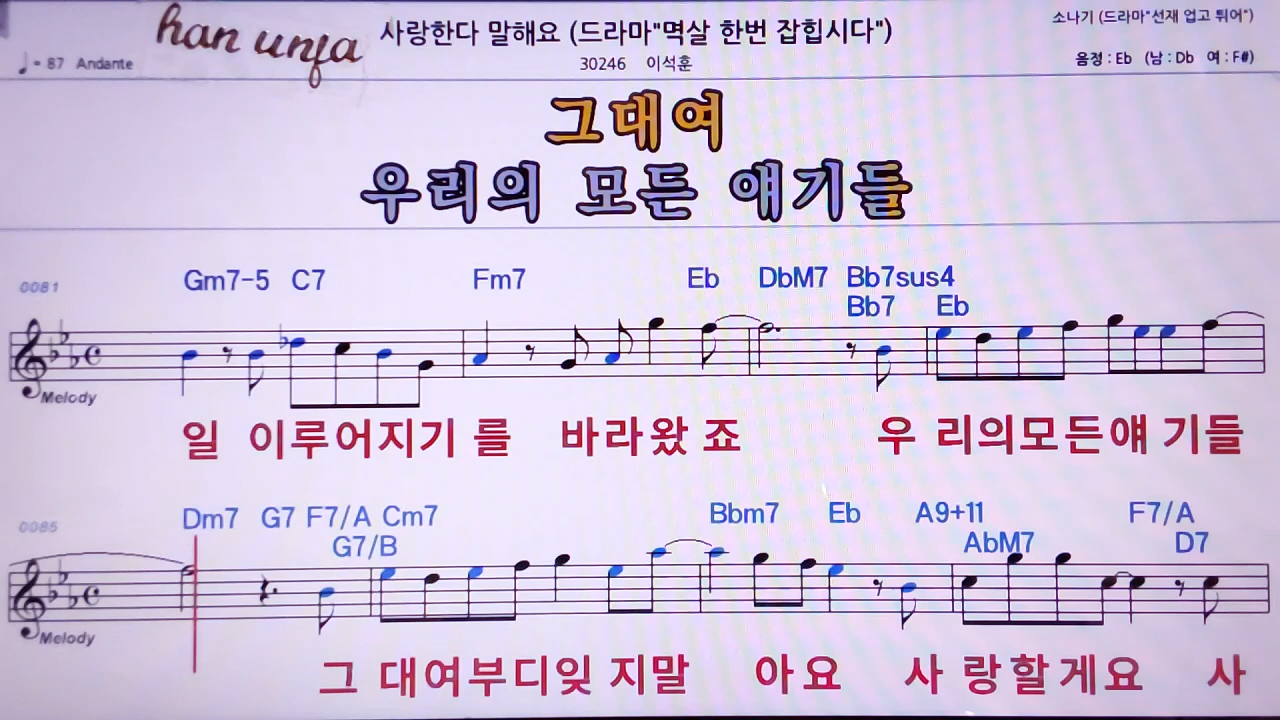 han unfa
사랑한다 말해요 (드라마"멱살 한번 잡힙시다")
소나기 (드라마"선재 업고 튀어")
♩= 87 Andante
30246 이석훈
음정 : Eb (남 : Db 여 : F#)
그대여
우리의 모든 얘기들
0081
Gm7-5 C7 Fm7 Eb DbM7 Bb7sus4
Bb7 Eb
Melody
일 이루어지기 를 바라왔 죠 우 리의모든얘 기들
0085
Dm7 G7 F7/A Cm7 Bbm7 Eb A9+11 F7/A
G7/B AbM7 D7
Melody
그 대여부디잊 지말 아요 사 랑할게요 사